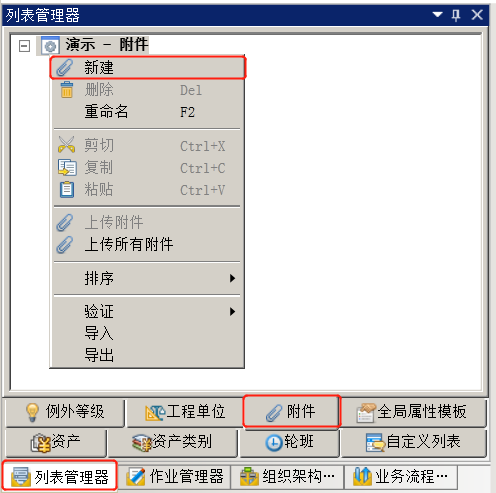 列表管理器
演示 - 附件
新建
删除 Del
重命名 F2
剪切 Ctrl+X
复制 Ctrl+C
粘贴 Ctrl+V
上传附件
上传所有附件
排序
验证
导入
导出
例外等级 工程单位 附件 全局属性模板
资产 资产类别 轮班 自定义列表
列表管理器 作业管理器 组织架构… 业务流程…